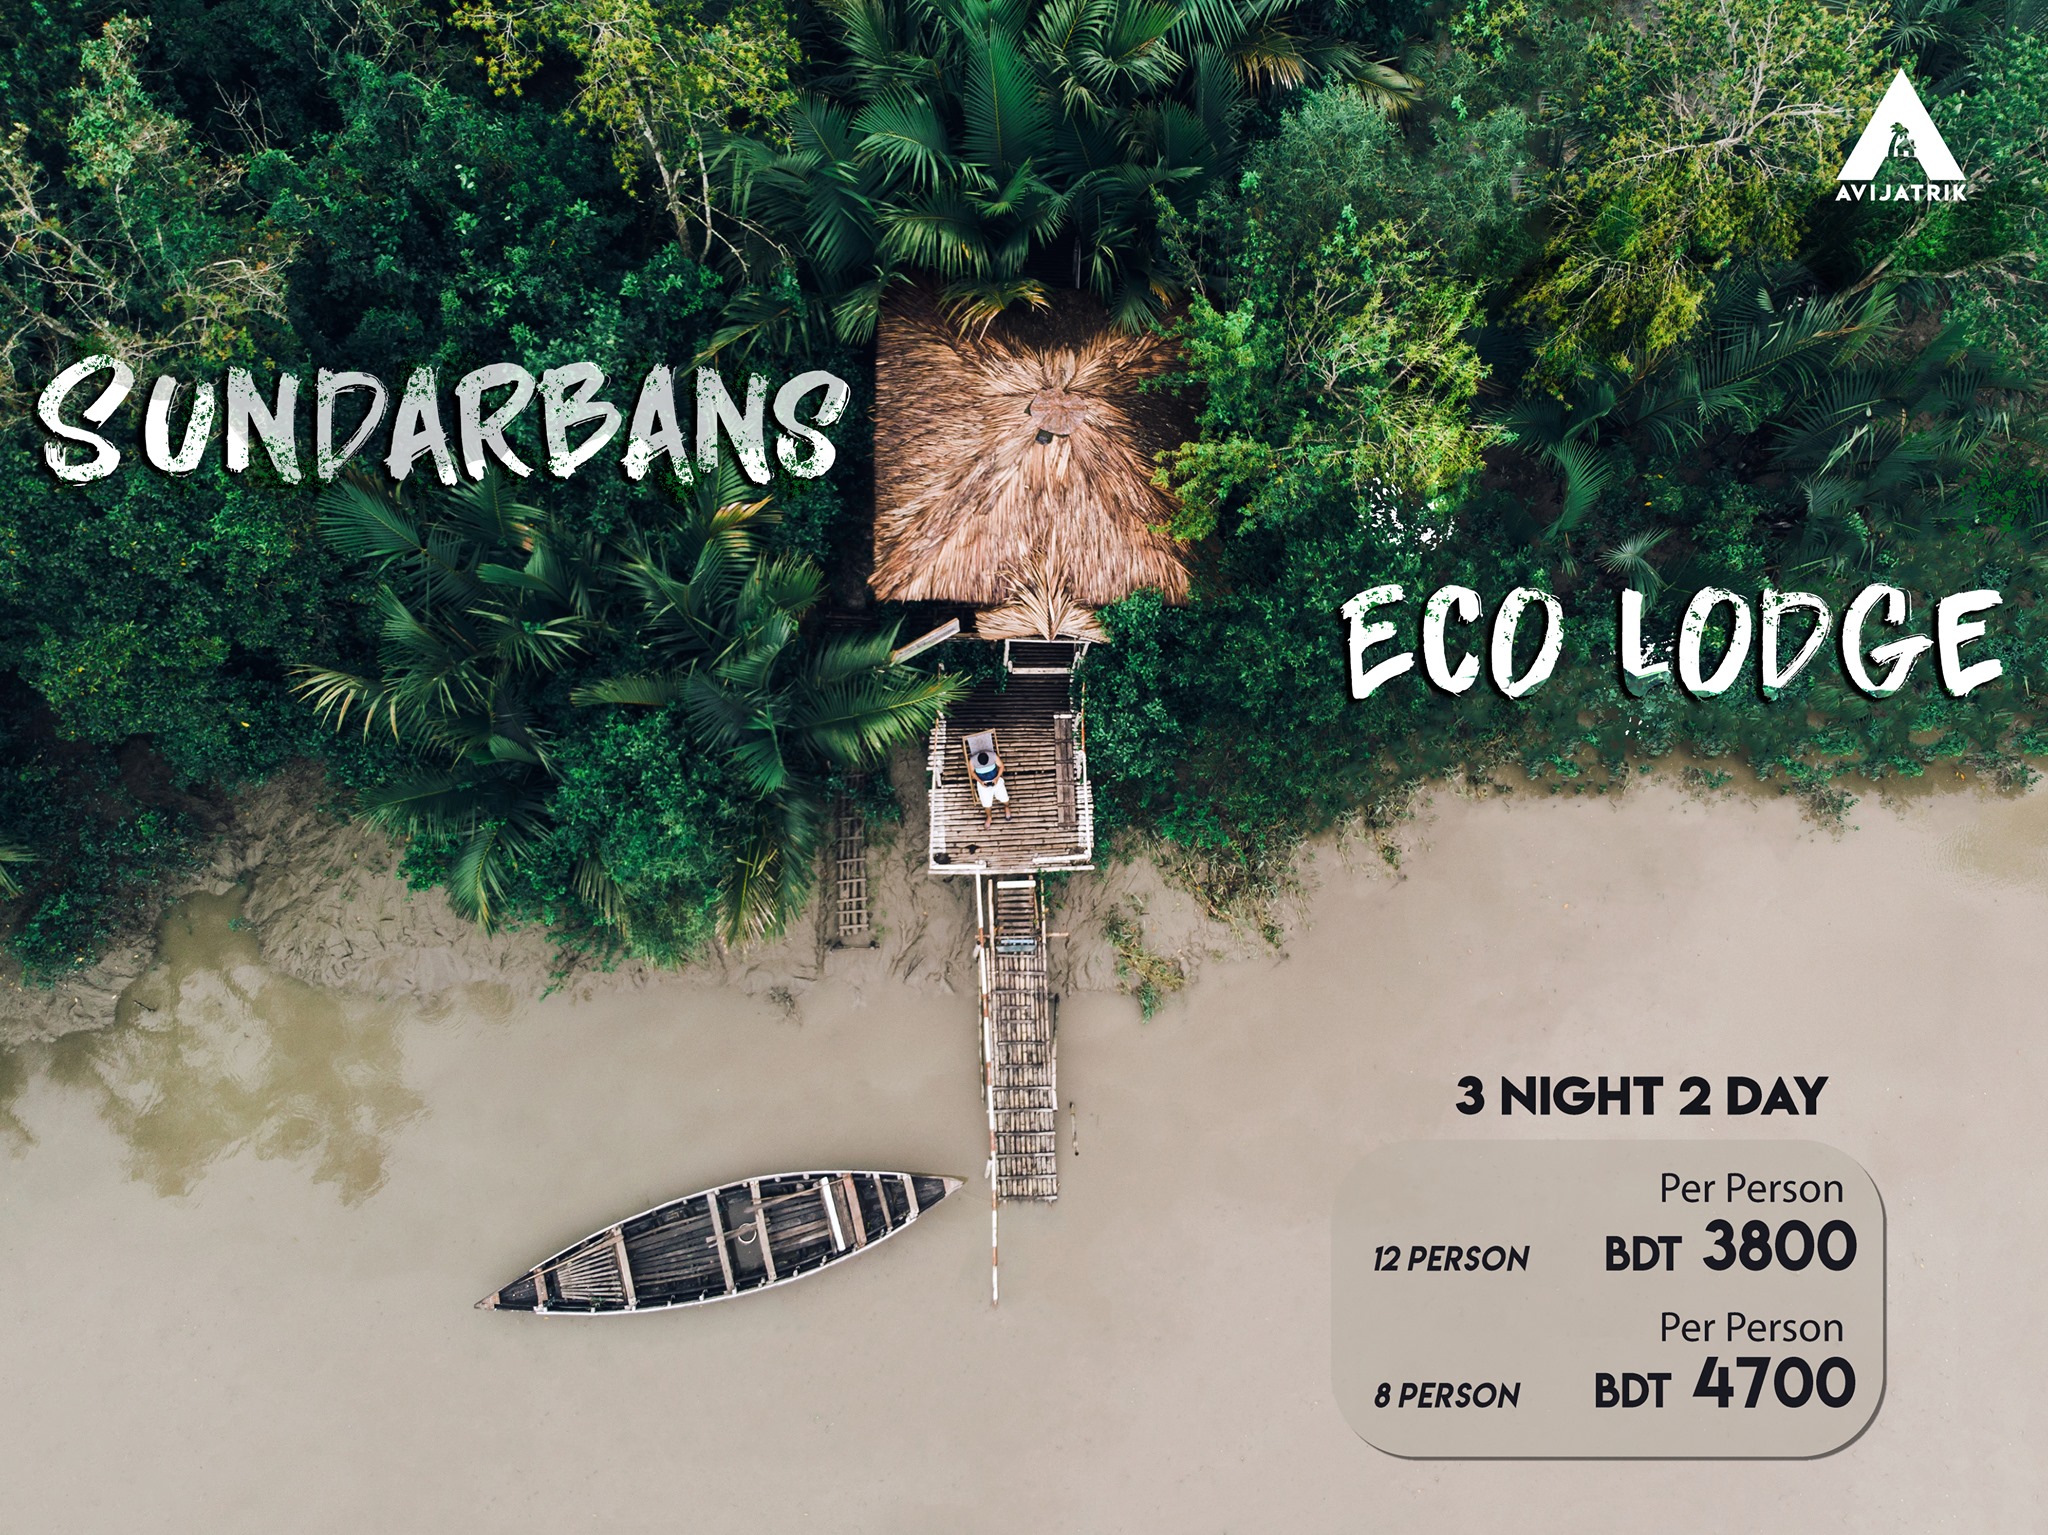 AVIJATRIK
SUNDARBANS
ECO LODGE
3 NIGHT 2 DAY
Per Person
12 PERSON BDT 3800
Per Person
8 PERSON BDT 4700